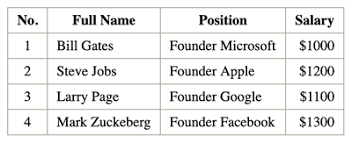 No. Full Name Position Salary
1 Bill Gates Founder Microsoft $1000
2 Steve Jobs Founder Apple $1200
3 Larry Page Founder Google $1100
4 Mark Zuckeberg Founder Facebook $1300